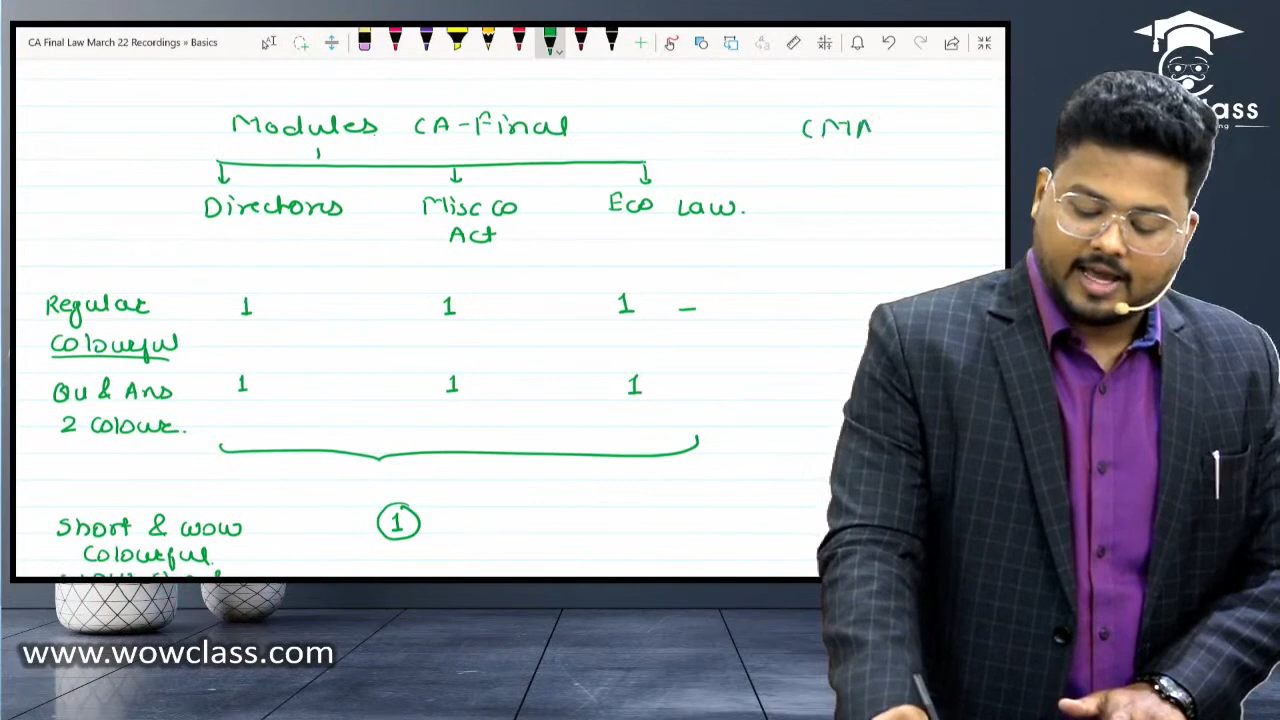 CA Final Law March 22 Recordings » Basics
Modules CA-Final
CMA
Directors Misc Co Act Eco Law.
Regular Colourful 1 1 1 –
Qu & Ans 2 Colour. 1 1 1
Short & wow Colourful. 1
www.wowclass.com